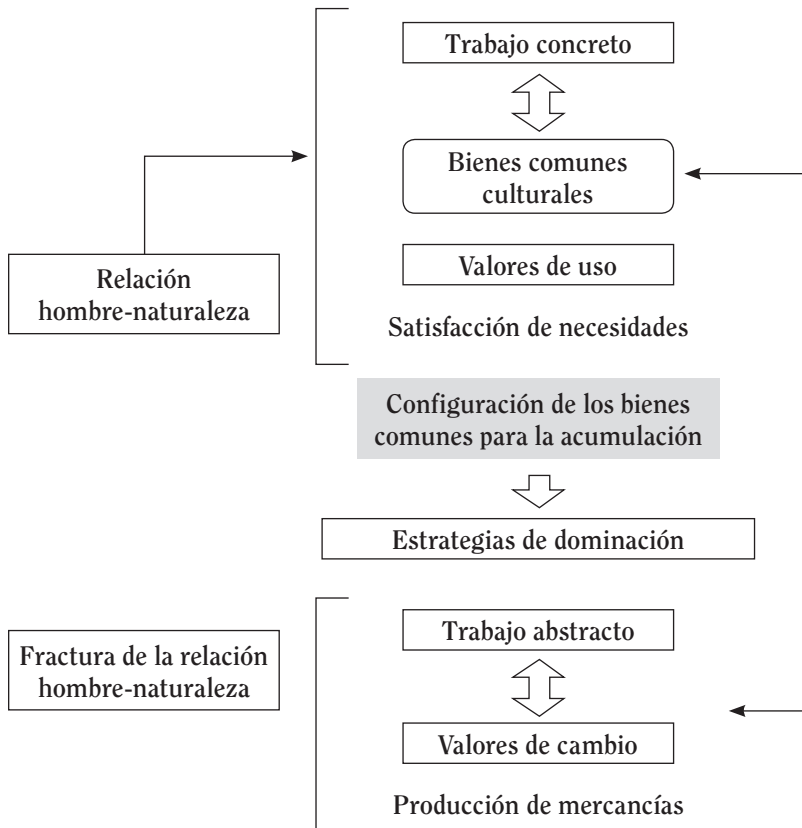 Trabajo concreto
Bienes comunes
culturales
Relación
hombre-naturaleza
Valores de uso
Satisfacción de necesidades
Configuración de los bienes
comunes para la acumulación
Estrategias de dominación
Fractura de la relación
hombre-naturaleza
Trabajo abstracto
Valores de cambio
Producción de mercancías